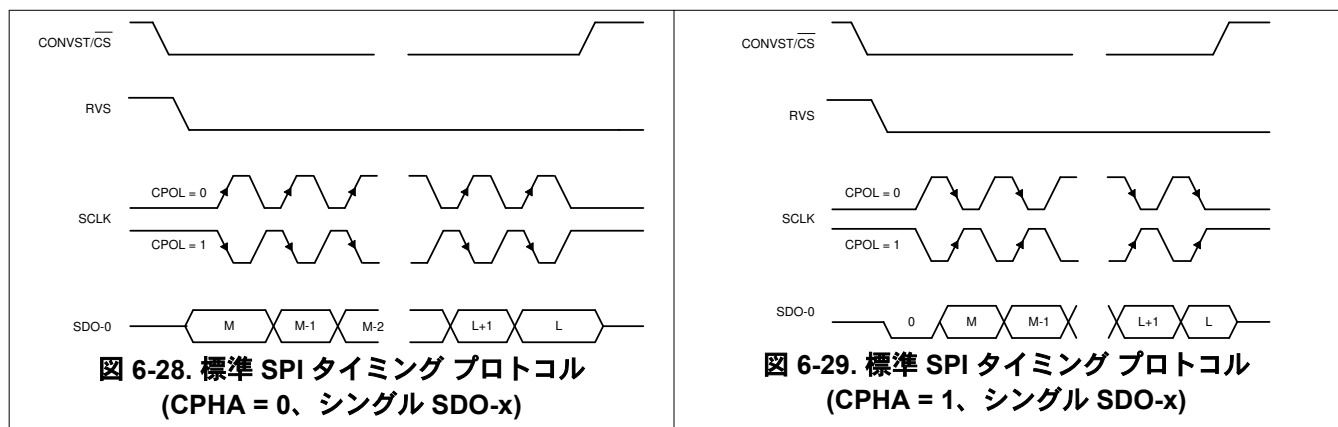 CONVST/CS
RVS
CPOL = 0
SCLK
CPOL = 1
SDO-0
M
M-1
M-2
L+1
L
図 6-28. 標準 SPI タイミング プロトコル
(CPHA = 0、シングル SDO-x)
CONVST/CS
RVS
CPOL = 0
SCLK
CPOL = 1
SDO-0
0
M
M-1
L+1
L
図 6-29. 標準 SPI タイミング プロトコル
(CPHA = 1、シングル SDO-x)